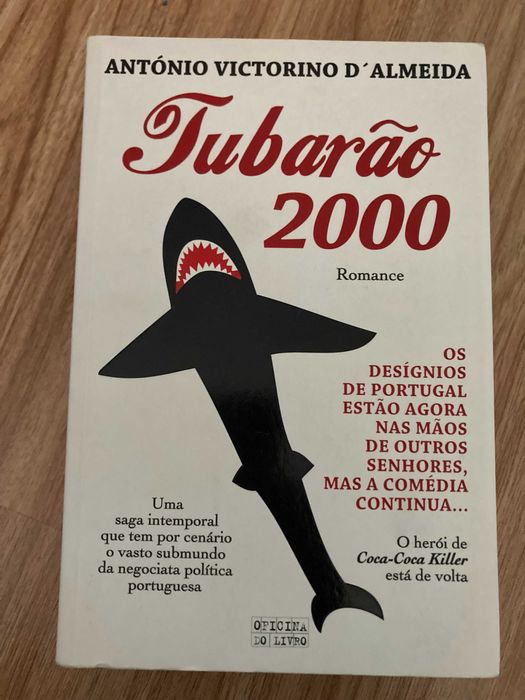 ANTÓNIO VICTORINO D´ALMEIDA
Tubarão
2000
Romance
OS
DESÍGNIOS
DE PORTUGAL
ESTÃO AGORA
NAS MÃOS
DE OUTROS
SENHORES,
MAS A COMÉDIA
CONTINUA...
Uma
saga intemporal
que tem por cenário
o vasto submundo
da negociata política
portuguesa
O herói de
Coca-Coca Killer
está de volta
OFICINA
DO LIVRO